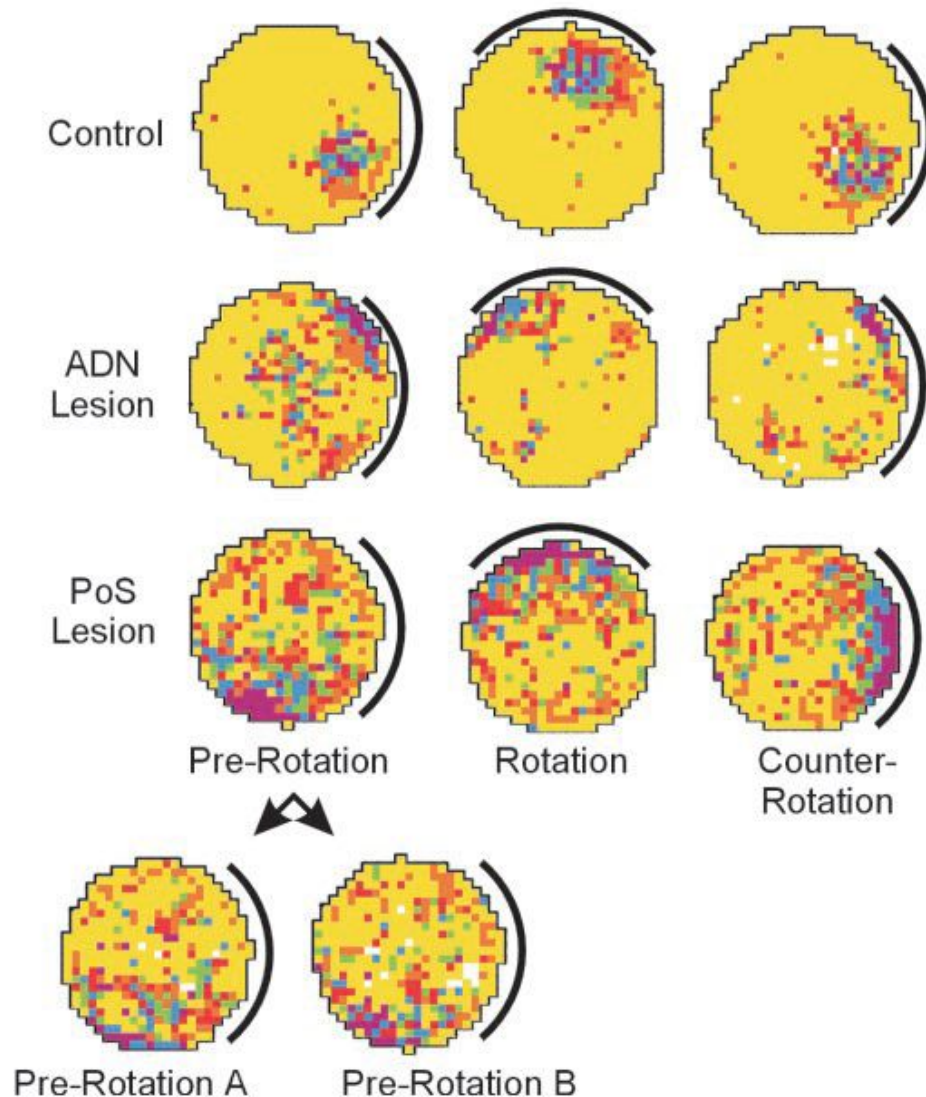 Control
ADN
Lesion
PoS
Lesion
Pre-Rotation
Rotation
Counter-
Rotation
Pre-Rotation A
Pre-Rotation B